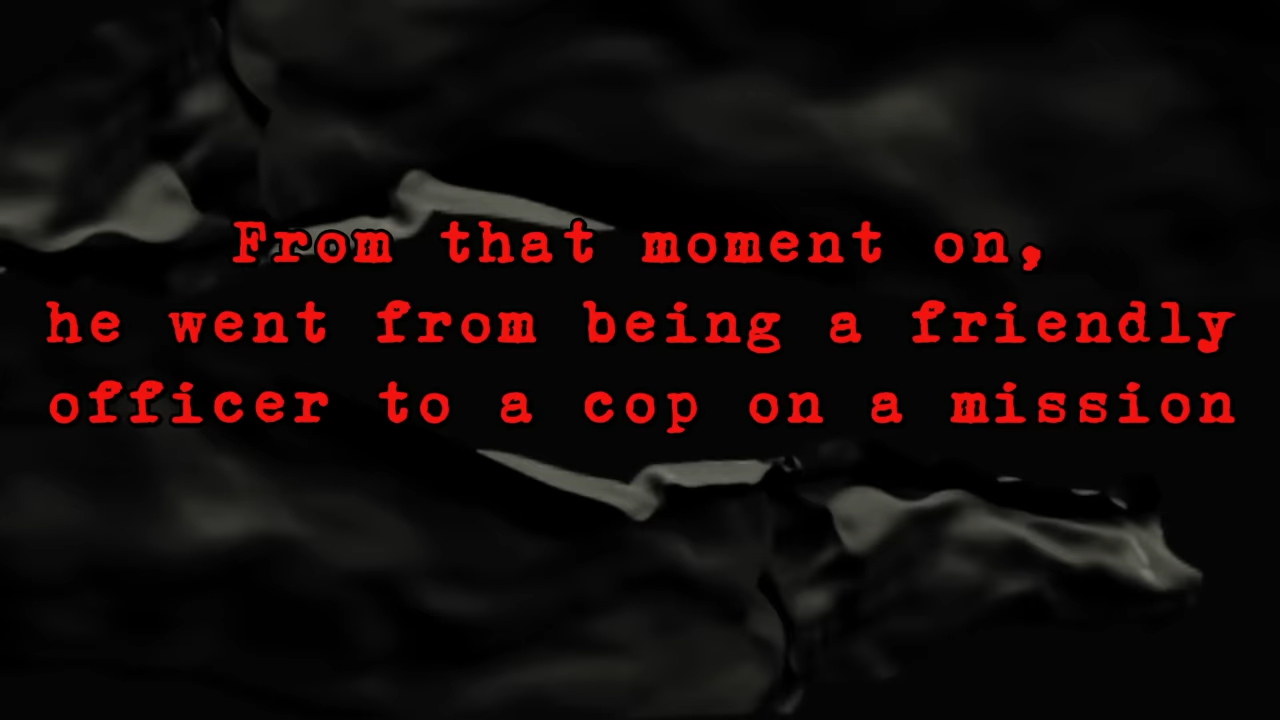 From that moment on,
he went from being a friendly
officer to a cop on a mission